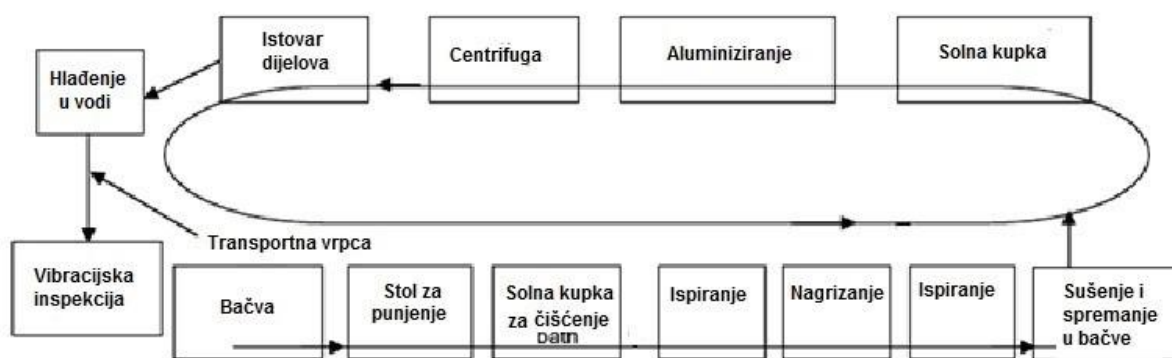 Istovar
dijelova
Centrifuga
Aluminiziranje
Solna kupka
Hlađenje
u vodi
Transportna vrpca
Vibracijska
inspekcija
Bačva
Stol za
punjenje
Solna kupka
za čišćenje
Ispiranje
Nagrizanje
Ispiranje
Sušenje i
spremanje
u bačve